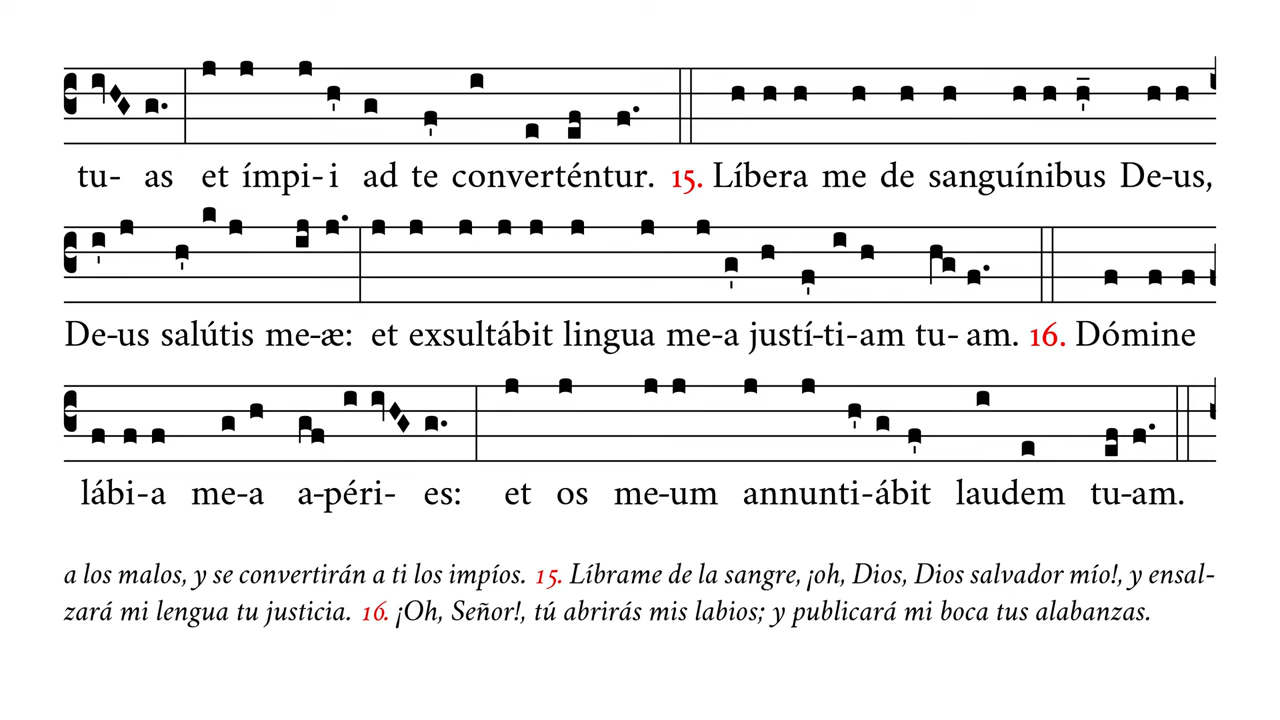 tu- as et ímpi-i ad te converténtur. 15. Líbera me de sanguínibus De-us,
De-us salútis me-æ: et exsultábit lingua me-a justí-ti-am tu- am. 16. Dómine
lábi-a me-a a-péri- es: et os me-um annunti-ábit laudem tu-am.
a los malos, y se convertirán a ti los impíos. 15. Líbrame de la sangre, ¡oh, Dios, Dios salvador mío!, y ensal-
zará mi lengua tu justicia. 16. ¡Oh, Señor!, tú abrirás mis labios; y publicará mi boca tus alabanzas.